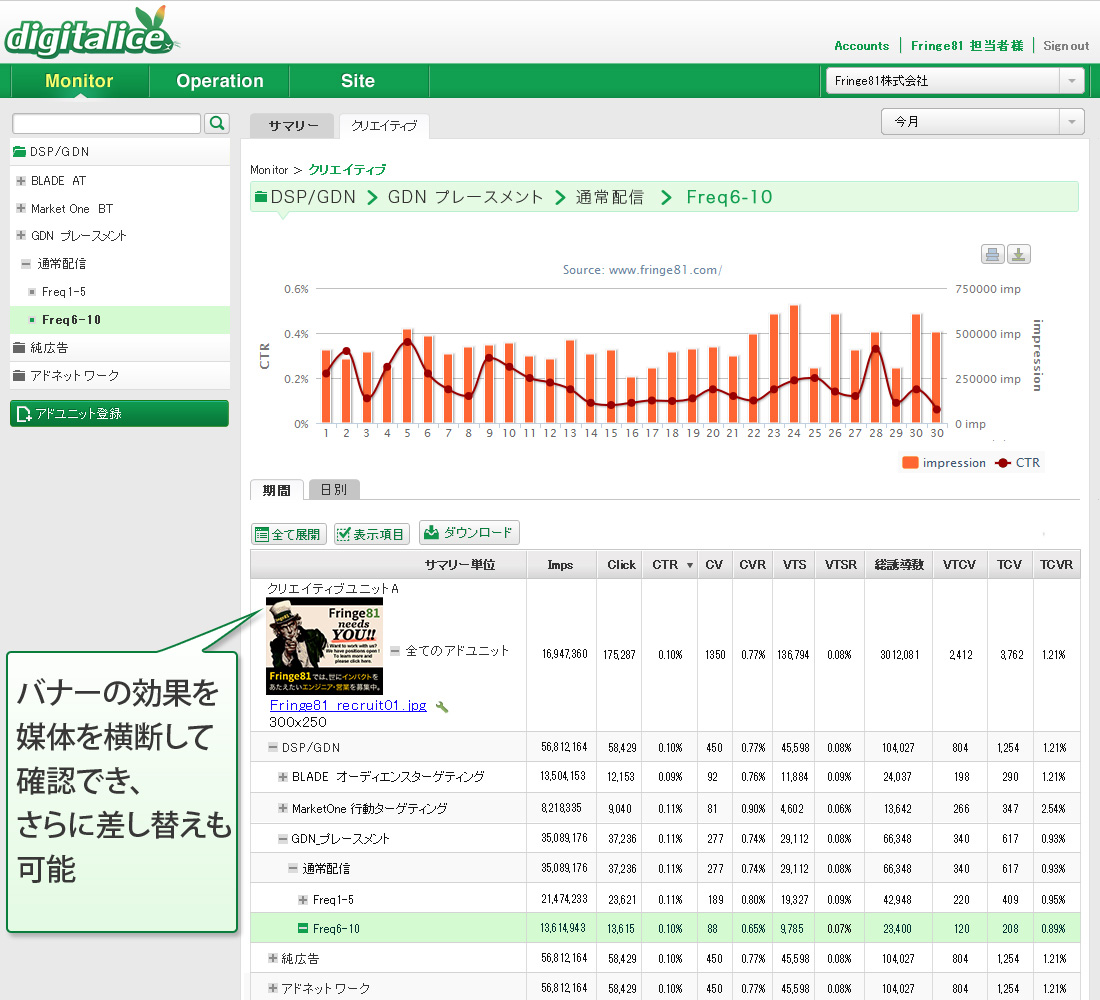 digitalice
Accounts | Fringe81 担当者様 | Sign out
Monitor Operation Site
Fringe81株式会社
サマリー クリエイティブ
今月
DSP/GDN
BLADE AT
Market One BT
GDN プレースメント
通常配信
Freq1-5
Freq6-10
純広告
アドネットワーク
アドユニット登録
Monitor > クリエイティブ
DSP/GDN > GDN プレースメント > 通常配信 > Freq6-10
Source: www.fringe81.com/
0.6% 750000 imp
0.4% 500000 imp
0.2% 250000 imp
0% 0 imp
CTR
impression
1 2 3 4 5 6 7 8 9 10 11 12 13 14 15 16 17 18 19 20 21 22 23 24 25 26 27 28 29 30 30
impression CTR
期間 日別
全て展開 表示項目 ダウンロード
サマリー単位 Imps Click CTR ▼ CV CVR VTS VTSR 総誘導数 VTCV TCV TCVR
クリエイティブユニットA
Fringe81
needs
YOU!!
Want to work with us?
We have positions open!
To learn more and
please click here.
Fringe81では、世にインパクトを
あたえたいエンジニア・営業を募集中。
全てのアドユニット 16,947,360 175,287 0.10% 1350 0.77% 136,794 0.08% 3012,081 2,412 3,762 1.21%
Fringe81_recruit01.jpg
300x250
DSP/GDN 56,812,164 58,429 0.10% 450 0.77% 45,598 0.08% 104,027 804 1,254 1.21%
BLADE オーディエンスターゲティング 13,504,153 12,153 0.09% 92 0.76% 11,884 0.09% 24,037 198 290 1.21%
MarketOne 行動ターゲティング 8,218,335 9,040 0.11% 81 0.90% 4,602 0.06% 13,642 266 347 2.54%
GDN_プレースメント 35,089,176 37,236 0.11% 277 0.74% 29,112 0.08% 66,348 340 617 0.93%
通常配信 35,089,176 37,236 0.11% 277 0.74% 29,112 0.08% 66,348 340 617 0.93%
Freq1-5 21,474,233 23,621 0.11% 189 0.80% 19,327 0.09% 42,948 220 409 0.95%
Freq6-10 13,614,943 13,615 0.10% 88 0.65% 9,785 0.07% 23,400 120 208 0.89%
純広告 56,812,164 58,429 0.10% 450 0.77% 45,598 0.08% 104,027 804 1,254 1.21%
アドネットワーク 56,812,164 58,429 0.10% 450 0.77% 45,598 0.08% 104,027 804 1,254 1.21%
バナーの効果を
媒体を横断して
確認でき、
さらに差し替えも
可能